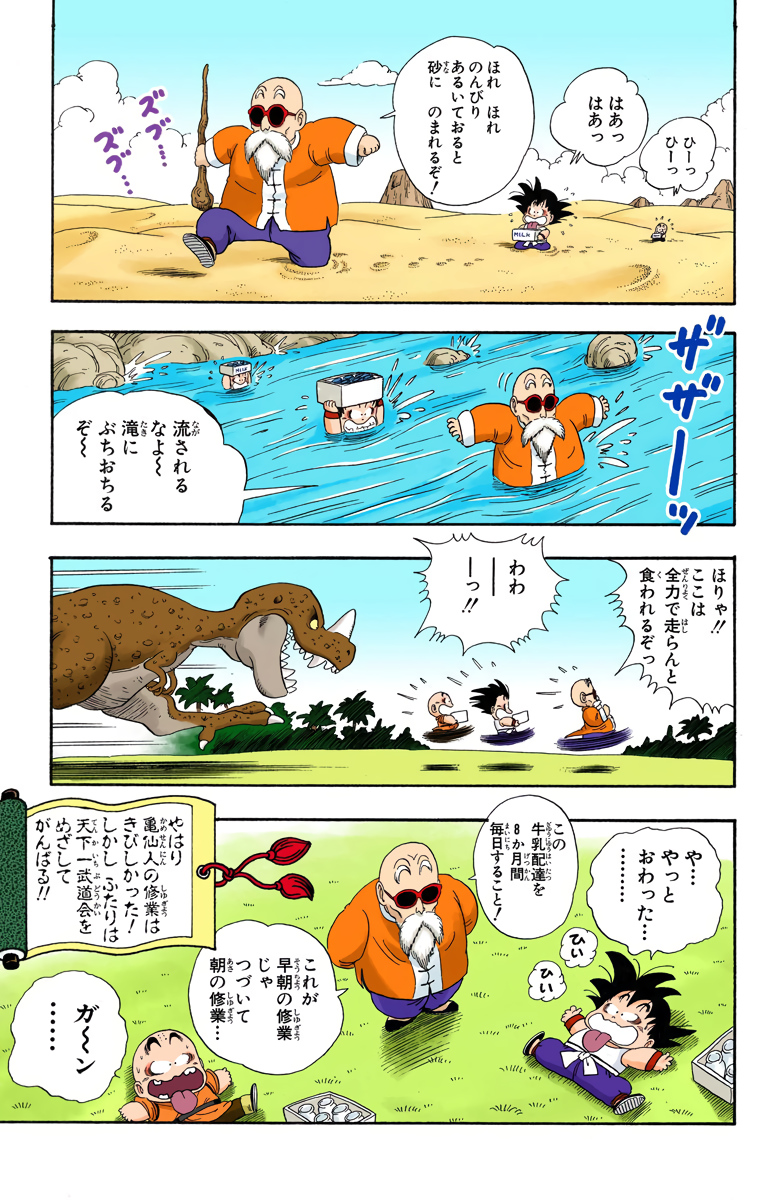 ひーっ
ひーっ
はあっ
はあっ
ほれ ほれ
のんびり
あるいておると
砂に のまれるぞ!
ズブ…
ズブ…
MILK
ザザーッ
MILK
流される
なよ〜
滝に
ぶちおちる
ぞ〜
ほりゃ!!
ここは
全力で走らんと
食われるぞっ
わわ
ーーっ!!
や…
やっと
おわった…
………
ひい
ひい
この
牛乳配達を
8か月間
毎日すること!
これが
早朝の修業
じゃ
つづいて
朝の修業…
ガ〜ン
……
やはり
亀仙人の修業は
きびしかった!
しかし ふたりは
天下一武道会を
めざして
がんばる!!